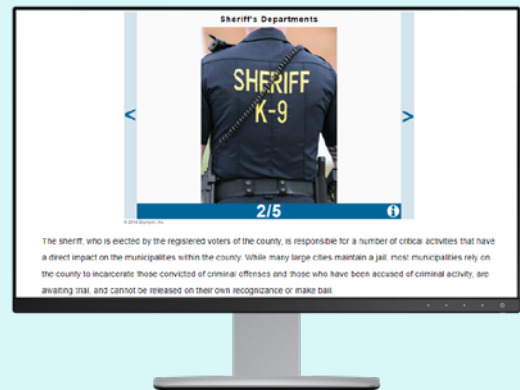 Sheriff's Departments
SHERIFF
K-9
<
>
2/5
i
© 2014 Olympic, Inc.
The sheriff, who is elected by the registered voters of the county, is responsible for a number of critical activities that have
a direct impact on the municipalities within the county. While many large cities maintain a jail, most municipalities rely on
the county to incarcerate those convicted of criminal offenses and those who have been accused of criminal activity, are
awaiting trial, and cannot be released on their own recognizance or make bail.